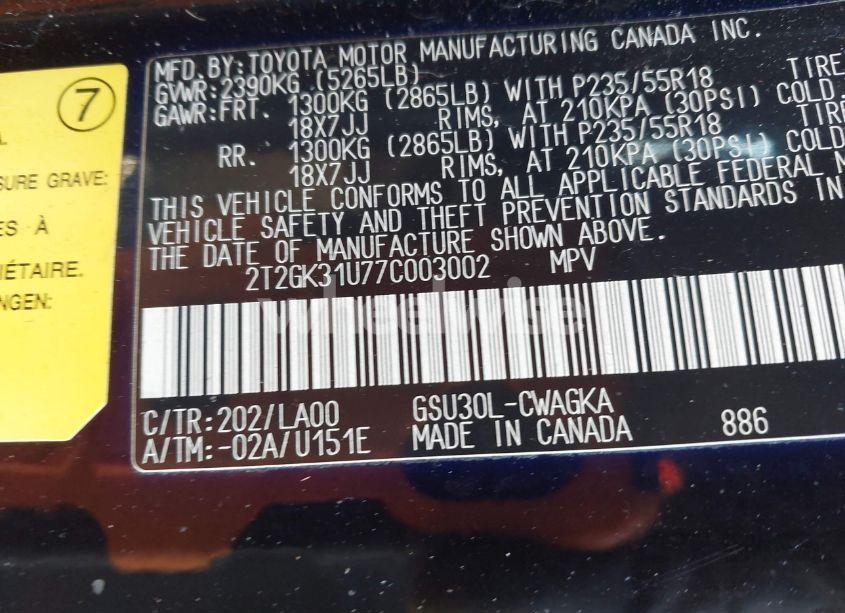 MFD. BY: TOYOTA MOTOR MANUFACTURING CANADA INC.
GVWR: 2390KG (5265LB)
GAWR: FRT. 1300KG (2865LB) WITH P235/55R18 TIRE
18X7JJ RIMS, AT 210KPA (30PSI) COLD.
RR. 1300KG (2865LB) WITH P235/55R18 TIRE
18X7JJ RIMS, AT 210KPA (30PSI) COLD
THIS VEHICLE CONFORMS TO ALL APPLICABLE FEDERAL M
VEHICLE SAFETY AND THEFT PREVENTION STANDARDS IN
THE DATE OF MANUFACTURE SHOWN ABOVE.
2T2GK31U77C003002 MPV
wheelwise
C/TR: 202/LA00 GSU30L-CWAGKA
A/TM: -02A/U151E MADE IN CANADA 886
7
SURE GRAVE:
ES À
IÉTAIRE.
NGEN: